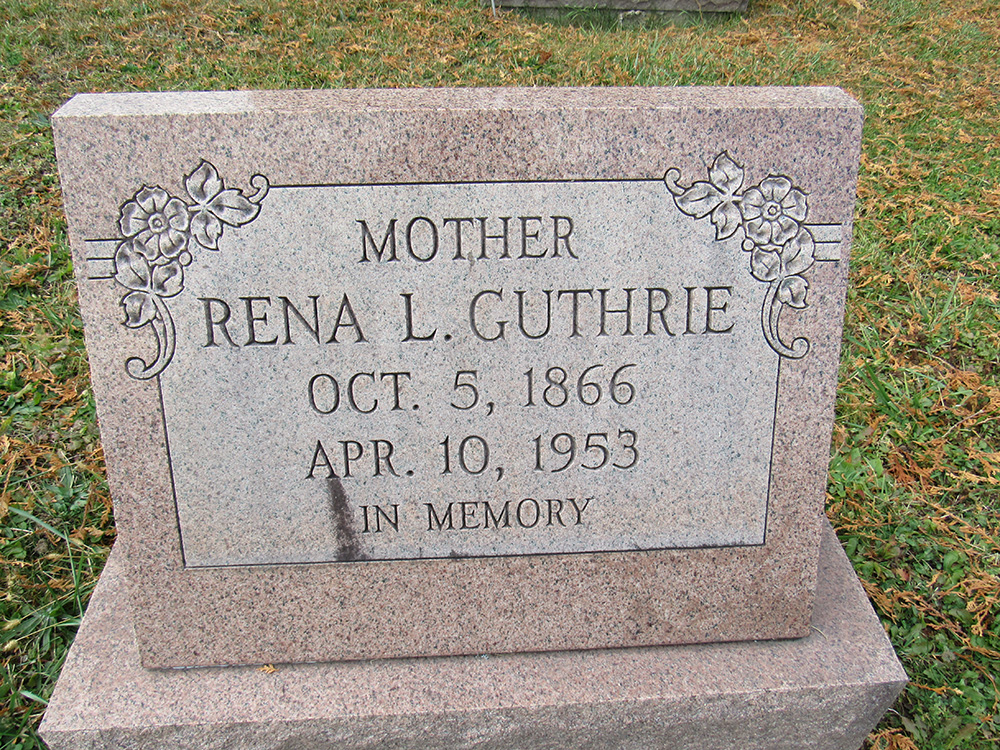 MOTHER
RENA L. GUTHRIE
OCT. 5, 1866
APR. 10, 1953
IN MEMORY